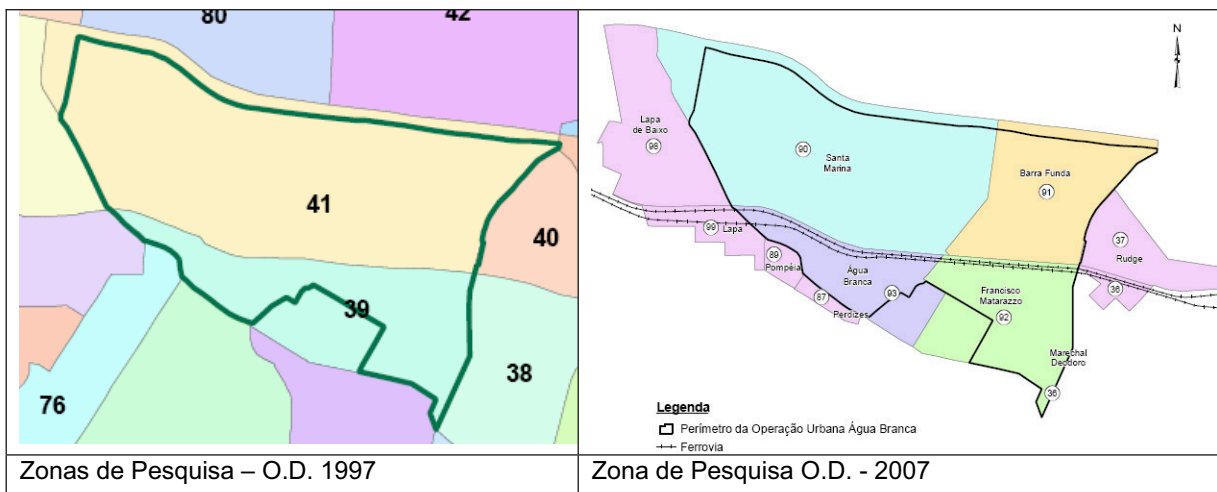 80
42
41
40
39
38
76
N
Lapa
de Baixo
98
90
Santa
Marina
Barra Funda
91
99
Lapa
89
Pompéia
Água
Branca
93
87
Perdizes
Francisco
Matarazzo
92
37
Rudge
36
Marechal
Deodoro
36
Legenda
Perímetro da Operação Urbana Água Branca
Ferrovia
Zonas de Pesquisa – O.D. 1997
Zona de Pesquisa O.D. - 2007